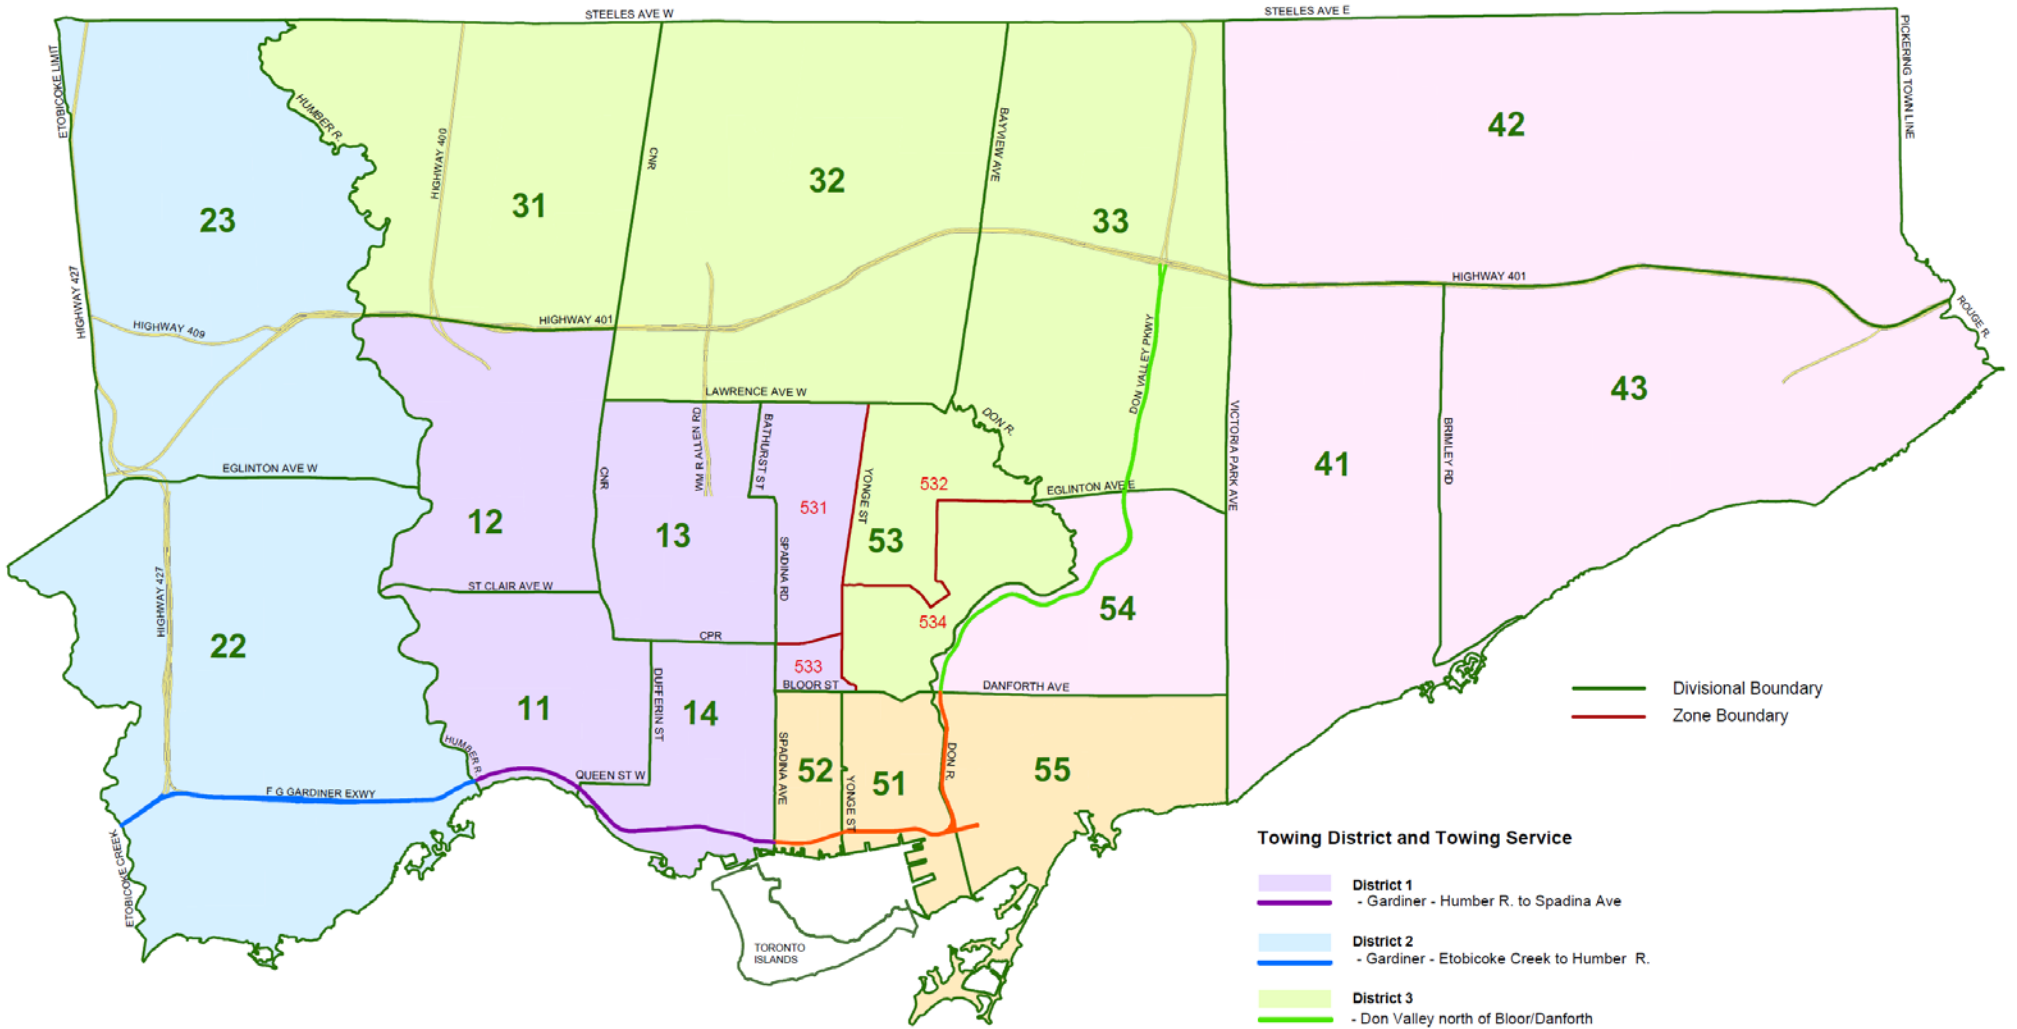 STEELES AVE W
STEELES AVE E
ETOBICOKE LIMIT
PICKERING TOWN LINE
HUMBER R.
HIGHWAY 400
CNR
BAYVIEW AVE
42
32
31
23
33
HIGHWAY 427
HIGHWAY 409
HIGHWAY 401
HIGHWAY 401
ROUGE R.
DON VALLEY PKWY
LAWRENCE AVE W
43
WM R ALLEN RD
BATHURST ST
DON R.
VICTORIA PARK AVE
BRIMLEY RD
EGLINTON AVE W
CNR
YONGE ST
532
EGLINTON AVE E
41
531
12
13
53
SPADINA RD
HIGHWAY 427
ST CLAIR AVE W
54
534
CPR
22
533
BLOOR ST
DANFORTH AVE
DUFFERIN ST
11
14
HUMBER R.
SPADINA AVE
52
YONGE ST
51
DON R.
55
QUEEN ST W
F G GARDINER EXWY
ETOBICOKE CREEK
TORONTO
ISLANDS
Divisional Boundary
Zone Boundary
Towing District and Towing Service
District 1
- Gardiner - Humber R. to Spadina Ave
District 2
- Gardiner - Etobicoke Creek to Humber R.
District 3
- Don Valley north of Bloor/Danforth